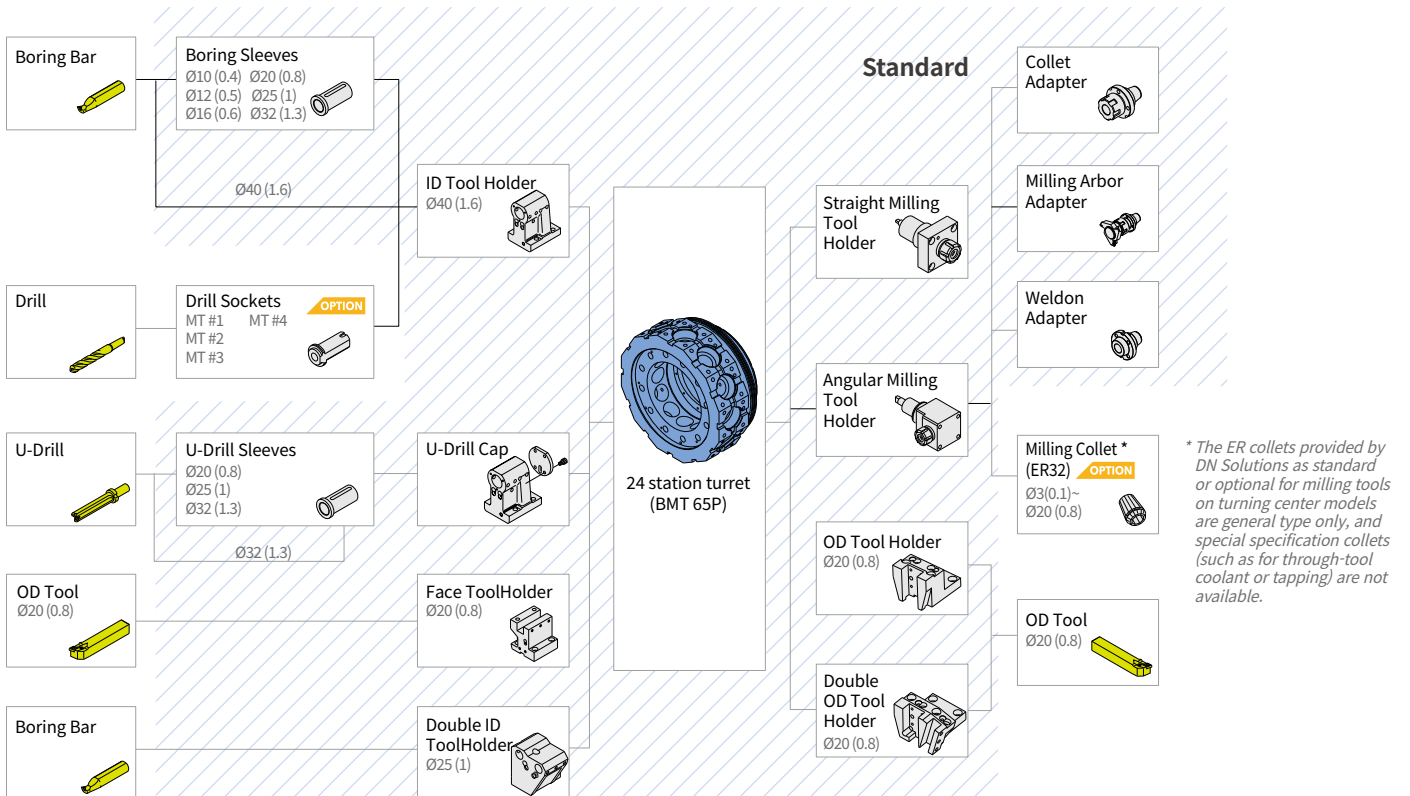 Standard
Boring Bar
Boring Sleeves
Ø10 (0.4) Ø20 (0.8)
Ø12 (0.5) Ø25 (1)
Ø16 (0.6) Ø32 (1.3)
Ø40 (1.6)
ID Tool Holder
Ø40 (1.6)
Drill
Drill Sockets
OPTION
MT #1 MT #4
MT #2
MT #3
U-Drill
U-Drill Sleeves
Ø20 (0.8)
Ø25 (1)
Ø32 (1.3)
Ø32 (1.3)
U-Drill Cap
OD Tool
Ø20 (0.8)
Face ToolHolder
Ø20 (0.8)
Boring Bar
Double ID
ToolHolder
Ø25 (1)
24 station turret
(BMT 65P)
Straight Milling
Tool
Holder
Angular Milling
Tool
Holder
OD Tool Holder
Ø20 (0.8)
Double
OD Tool
Holder
Ø20 (0.8)
Collet
Adapter
Milling Arbor
Adapter
Weldon
Adapter
Milling Collet *
(ER32) OPTION
Ø3(0.1)~
Ø20 (0.8)
OD Tool
Ø20 (0.8)
* The ER collets provided by
DN Solutions as standard
or optional for milling tools
on turning center models
are general type only, and
special specification collets
(such as for through-tool
coolant or tapping) are not
available.